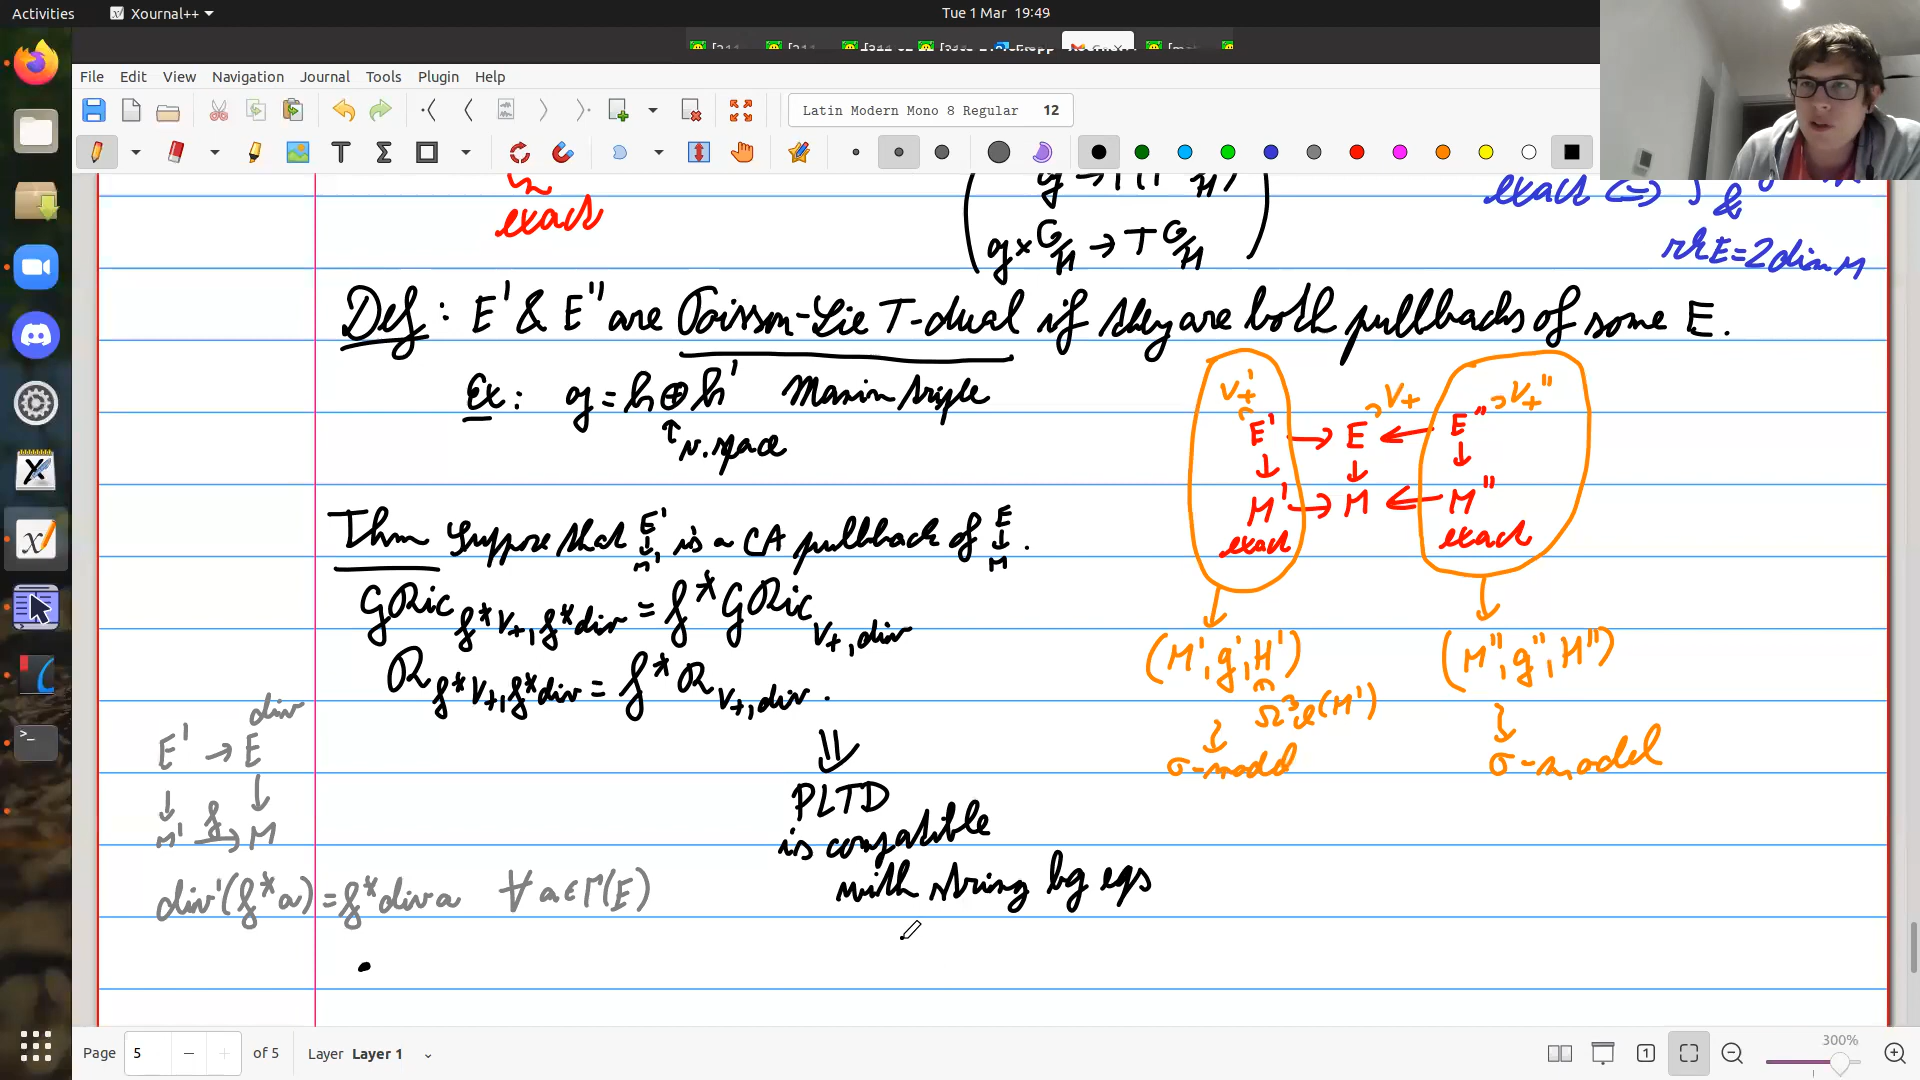 Activities Xournal++ Tue 1 Mar 19:49
File Edit View Navigation Journal Tools Plugin Help
Latin Modern Mono 8 Regular 12
exact
g × G/H → T G/H
exact ⇔
&
rk E = 2 dim M
Def: E' & E'' are Poisson-Lie T-dual if they are both pullbacks of some E.
Ex: g = h ⊕ h' Manin triple
↑ v. space
V₊' V₊ V₊''
E' → E ← E''
↓ ↓ ↓
M' → M ← M''
exact exact
Thm Suppose that E'↓M' is a CA pullback of E↓M.
GRic f*V₊, f*div = f* GRic V₊, div
R f*V₊, f*div = f* R V₊, div.
(M', g', H') (M'', g'', H'')
Ω³cl(M')
σ-model σ-model
div
E' → E
↓ ↓
M' f→ M
div'(f*a) = f* div a ∀a∈Γ(E)
⇓
PLTD
is compatible
with string bg eqs
Page 5 of 5 Layer Layer 1 300%